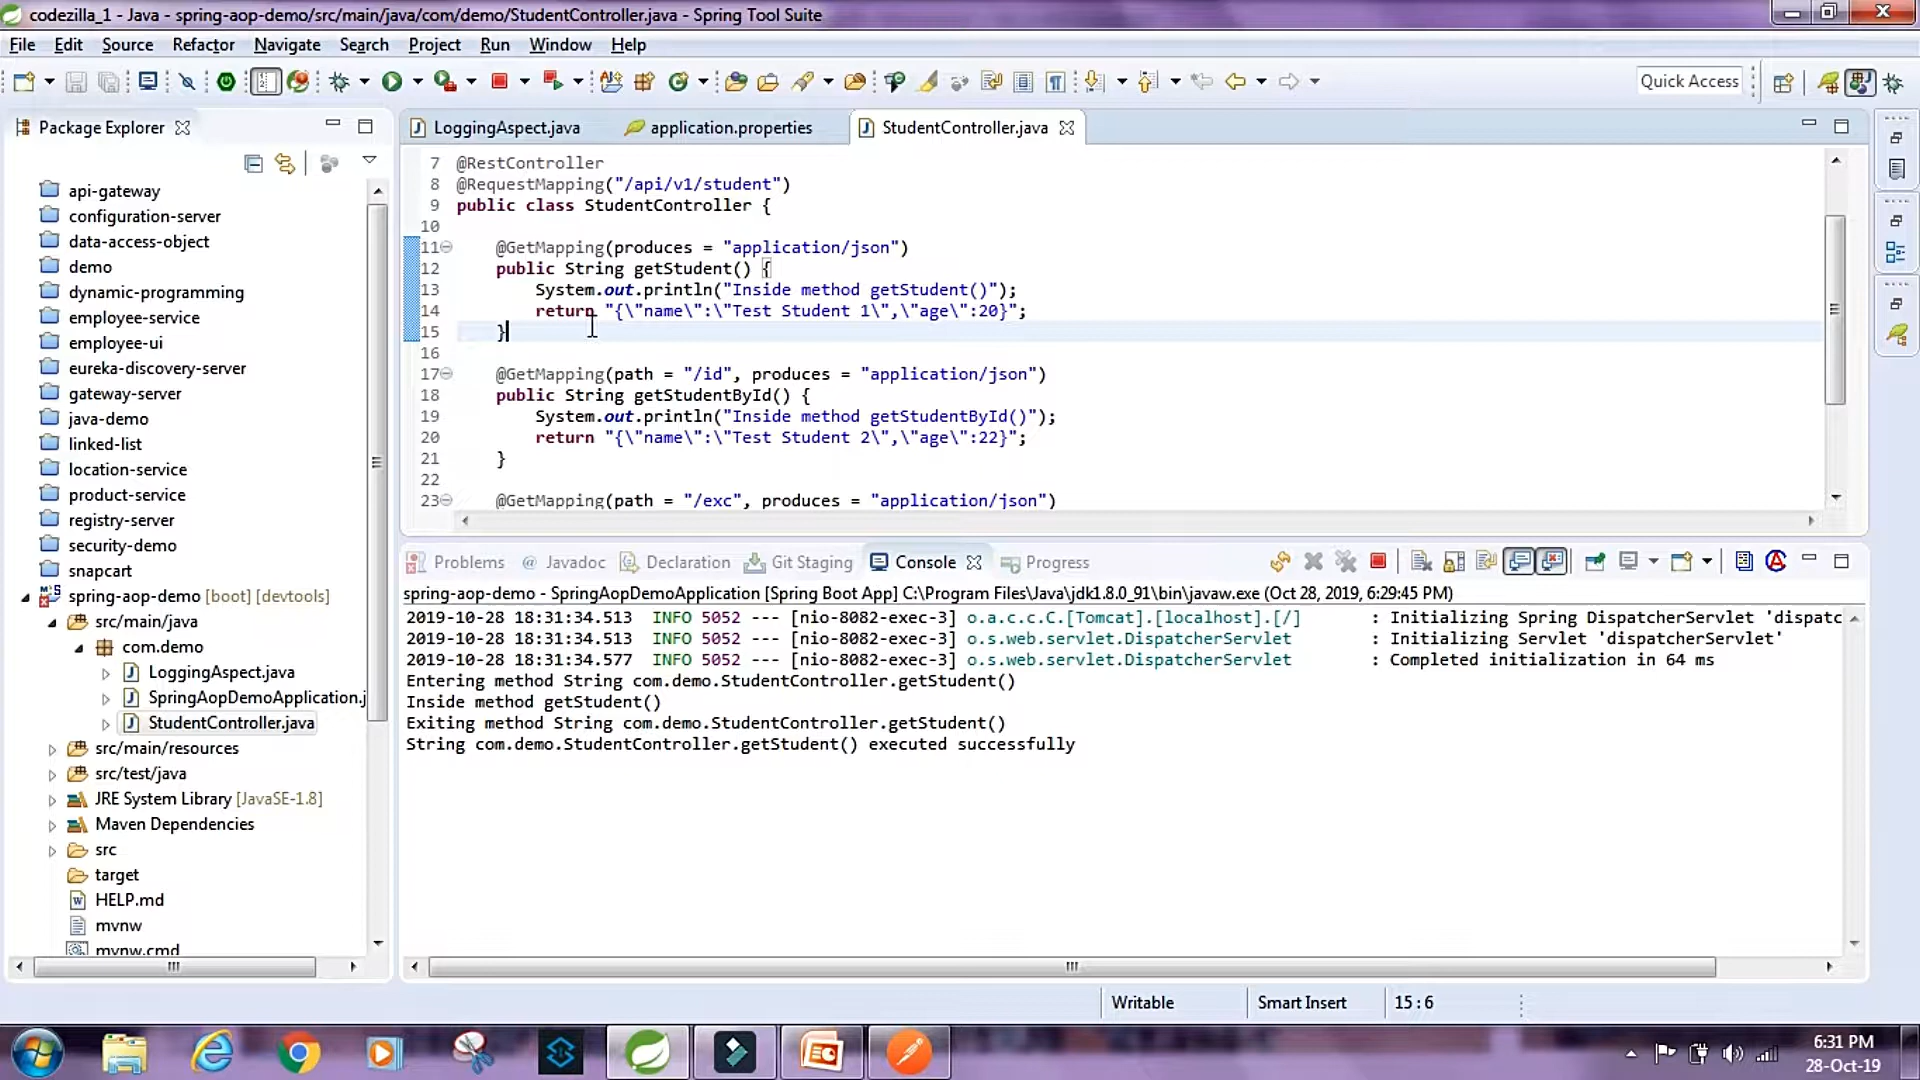 codezilla_1 - Java - spring-aop-demo/src/main/java/com/demo/StudentController.java - Spring Tool Suite
File Edit Source Refactor Navigate Search Project Run Window Help
Quick Access
Package Explorer
api-gateway
configuration-server
data-access-object
demo
dynamic-programming
employee-service
employee-ui
eureka-discovery-server
gateway-server
java-demo
linked-list
location-service
product-service
registry-server
security-demo
snapcart
spring-aop-demo [boot] [devtools]
src/main/java
com.demo
LoggingAspect.java
SpringAopDemoApplication.j
StudentController.java
src/main/resources
src/test/java
JRE System Library [JavaSE-1.8]
Maven Dependencies
src
target
HELP.md
mvnw
mvnw.cmd
LoggingAspect.java application.properties StudentController.java
7 @RestController
8 @RequestMapping("/api/v1/student")
9 public class StudentController {
10
11 @GetMapping(produces = "application/json")
12 public String getStudent() {
13 System.out.println("Inside method getStudent()");
14 return "{\"name\":\"Test Student 1\",\"age\":20}";
15 }
16
17 @GetMapping(path = "/id", produces = "application/json")
18 public String getStudentById() {
19 System.out.println("Inside method getStudentById()");
20 return "{\"name\":\"Test Student 2\",\"age\":22}";
21 }
22
23 @GetMapping(path = "/exc", produces = "application/json")
Problems @ Javadoc Declaration Git Staging Console Progress
spring-aop-demo - SpringAopDemoApplication [Spring Boot App] C:\Program Files\Java\jdk1.8.0_91\bin\javaw.exe (Oct 28, 2019, 6:29:45 PM)
2019-10-28 18:31:34.513 INFO 5052 --- [nio-8082-exec-3] o.a.c.c.C.[Tomcat].[localhost].[/] : Initializing Spring DispatcherServlet 'dispatc
2019-10-28 18:31:34.513 INFO 5052 --- [nio-8082-exec-3] o.s.web.servlet.DispatcherServlet : Initializing Servlet 'dispatcherServlet'
2019-10-28 18:31:34.577 INFO 5052 --- [nio-8082-exec-3] o.s.web.servlet.DispatcherServlet : Completed initialization in 64 ms
Entering method String com.demo.StudentController.getStudent()
Inside method getStudent()
Exiting method String com.demo.StudentController.getStudent()
String com.demo.StudentController.getStudent() executed successfully
Writable Smart Insert 15 : 6
6:31 PM
28-Oct-19